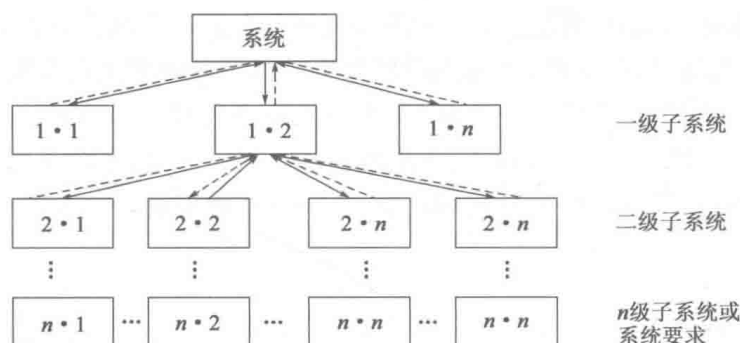 系统
1·1 1·2 1·n 一级子系统
2·1 2·2 2·n 2·n 二级子系统
⋮ ⋮ ⋮ ⋮
n·1 … n·2 … n·n … n·n n级子系统或
系统要求